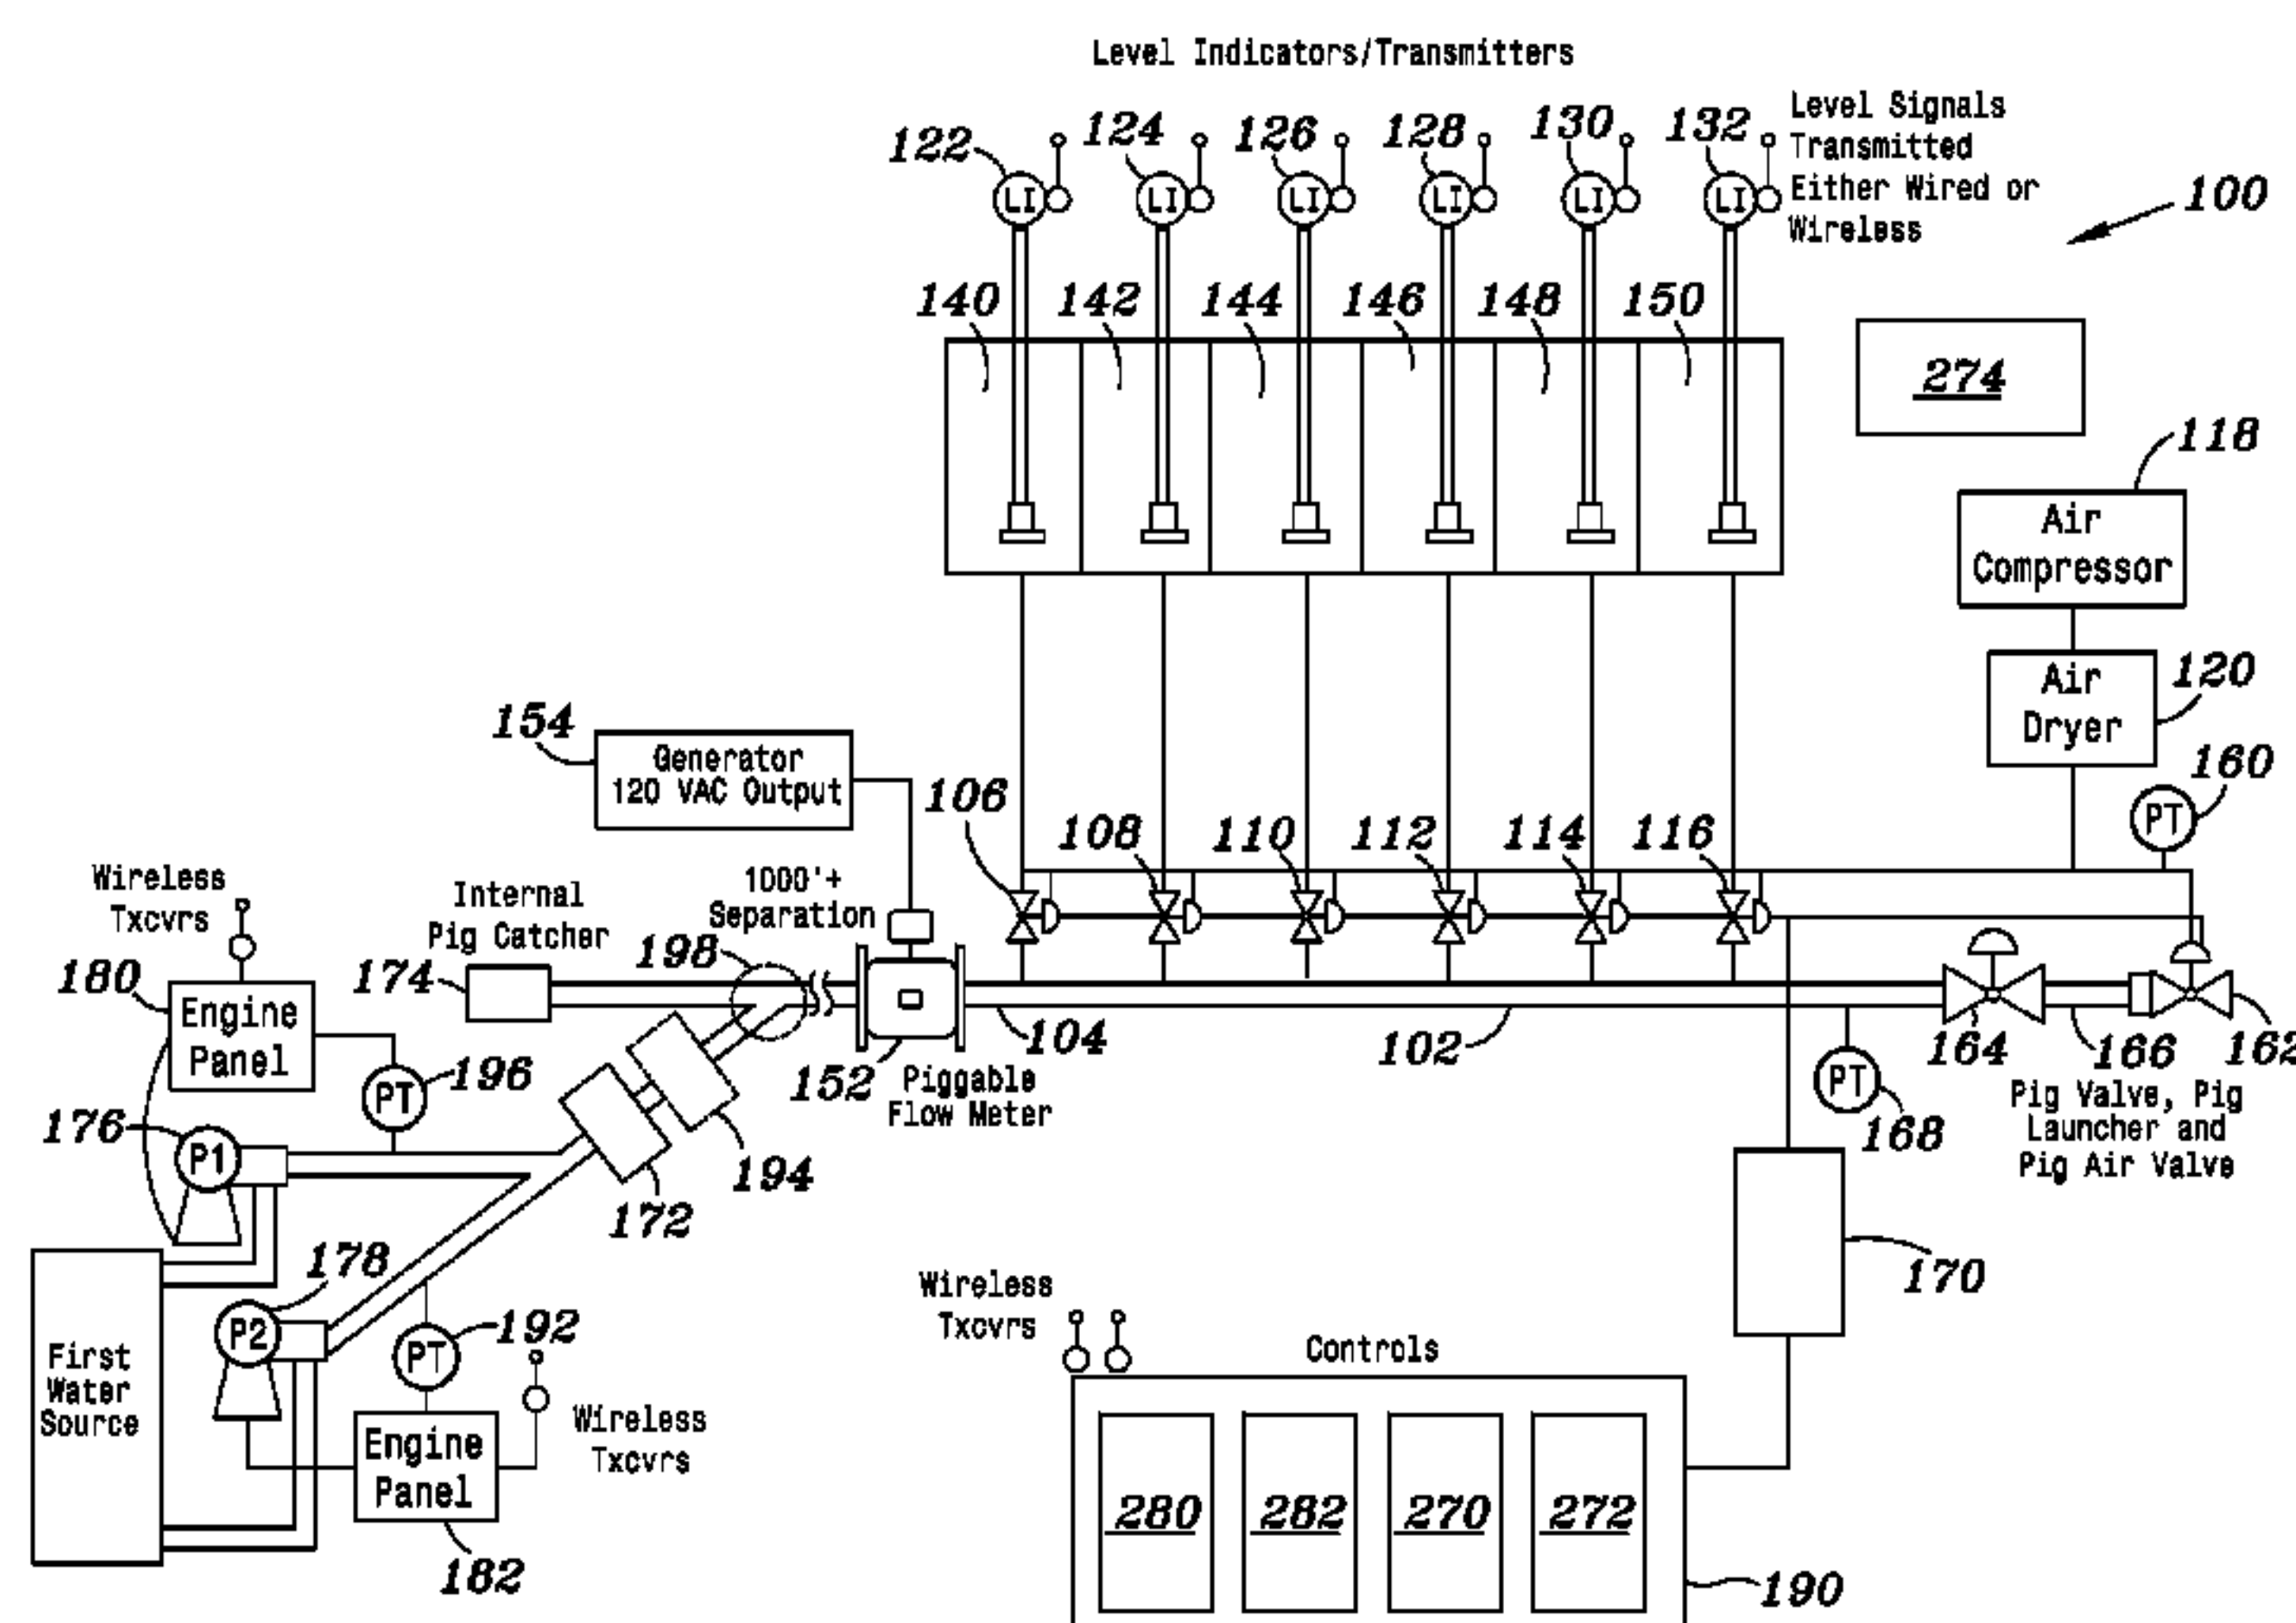 Level Indicators/Transmitters
122
124
126
128
130
132
Level Signals
Transmitted
Either Wired or
Wireless
100
LI
LI
LI
LI
LI
LI
140
142
144
146
148
150
274
118
Air
Compressor
120
Air
Dryer
154
Generator
120 VAC Output
160
PT
106
108
110
112
114
116
Wireless
Txcvrs
Internal
Pig Catcher
1000'+
Separation
198
180
174
Engine
Panel
196
PT
152
Piggable
Flow Meter
104
102
164
166
162
Pig Valve, Pig
Launcher and
Pig Air Valve
PT
168
176
P1
194
172
170
178
P2
192
PT
First
Water
Source
Engine
Panel
Wireless
Txcvrs
182
Wireless
Txcvrs
Controls
280
282
270
272
190